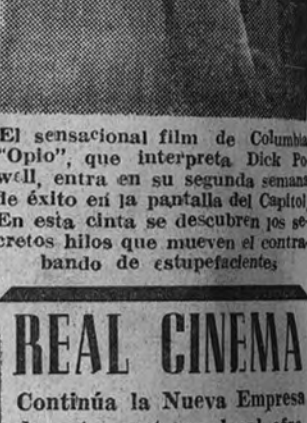 El sensacional film de Columbia
"Opio", que interpreta Dick Po-
well, entra en su segunda semana
de éxito en la pantalla del Capitol
En esta cinta se descubren los se-
cretos hilos que mueven el contra-
bando de estupefacientes
REAL CINEMA
Continúa la Nueva Empresa